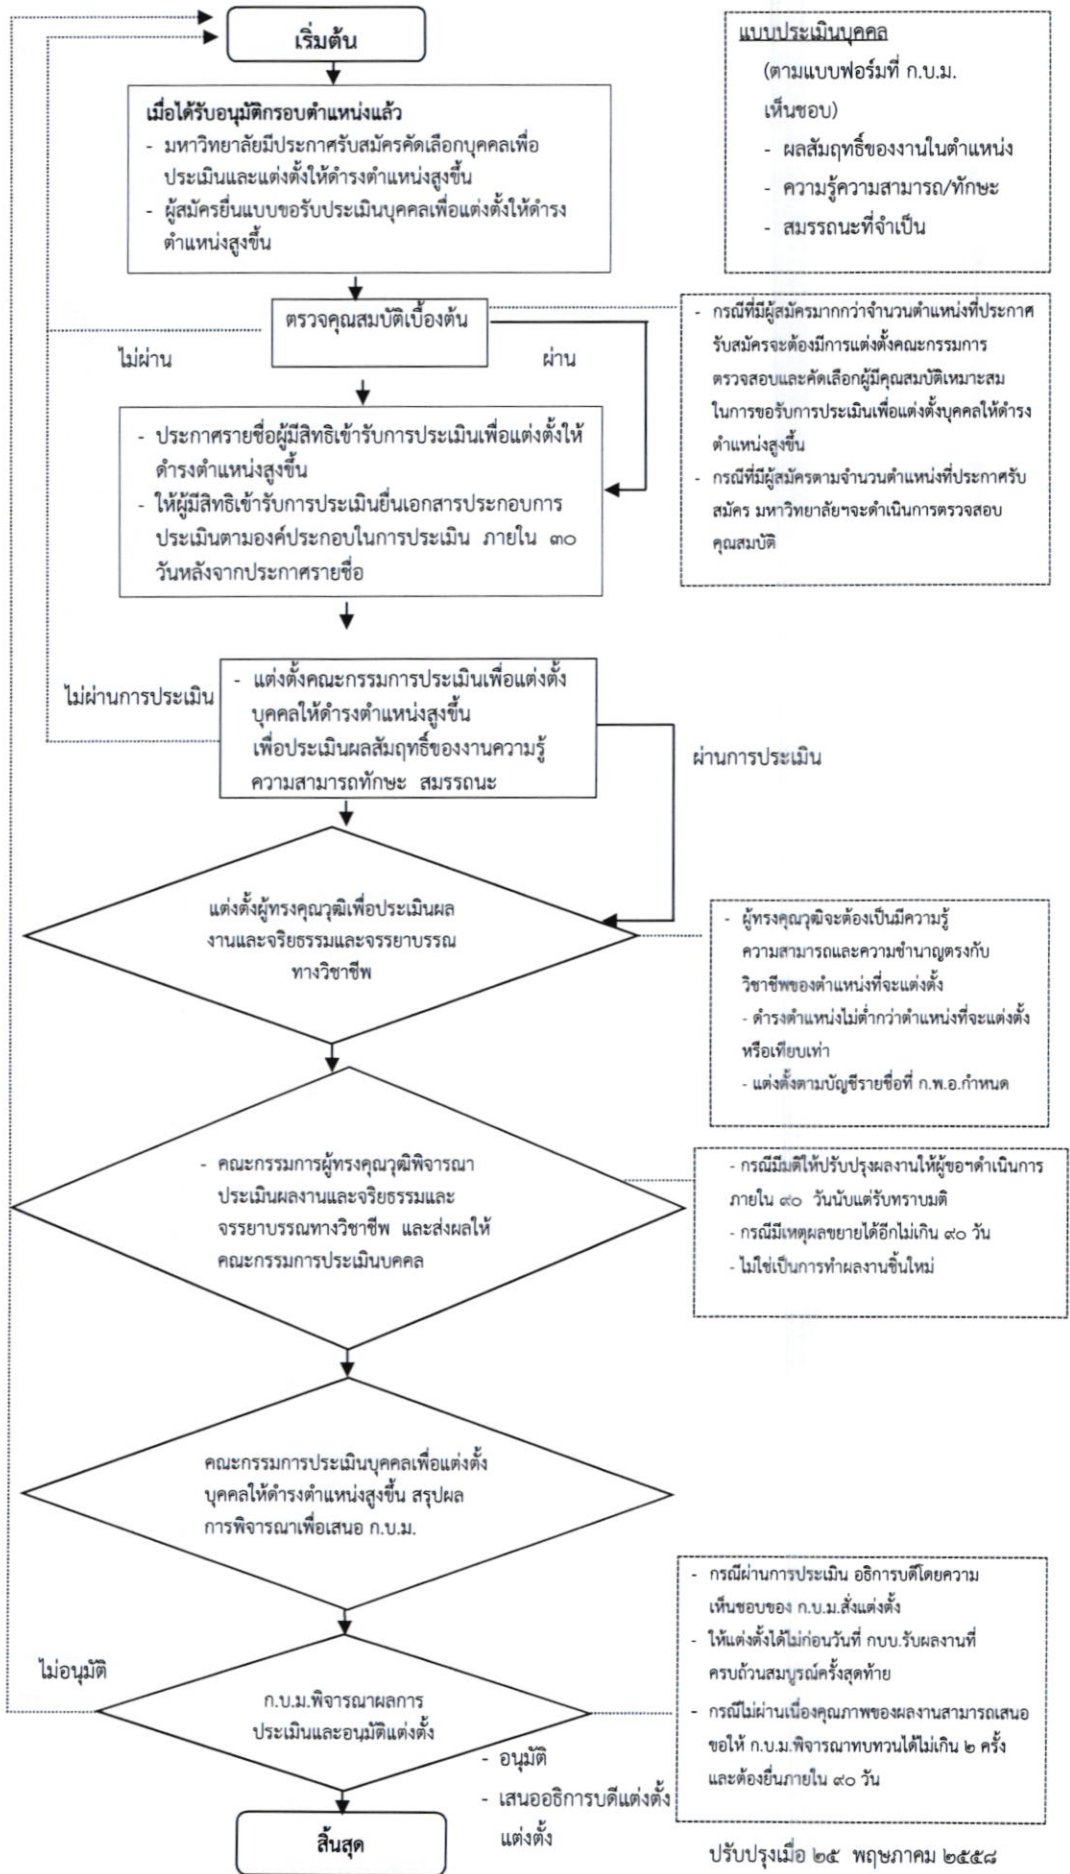 เริ่มต้น
แบบประเมินบุคคล
(ตามแบบฟอร์มที่ ก.บ.ม.
เห็นชอบ)
- ผลสัมฤทธิ์ของงานในตำแหน่ง
- ความรู้ความสามารถ/ทักษะ
- สมรรถนะที่จำเป็น
เมื่อได้รับอนุมัติกรอบตำแหน่งแล้ว
- มหาวิทยาลัยมีประกาศรับสมัครคัดเลือกบุคคลเพื่อ
ประเมินและแต่งตั้งให้ดำรงตำแหน่งสูงขึ้น
- ผู้สมัครยื่นแบบขอรับประเมินบุคคลเพื่อแต่งตั้งให้ดำรง
ตำแหน่งสูงขึ้น
ตรวจคุณสมบัติเบื้องต้น
ไม่ผ่าน
ผ่าน
- กรณีที่มีผู้สมัครมากกว่าจำนวนตำแหน่งที่ประกาศ
รับสมัครจะต้องมีการแต่งตั้งคณะกรรมการ
ตรวจสอบและคัดเลือกผู้มีคุณสมบัติเหมาะสม
ในการขอรับการประเมินเพื่อแต่งตั้งบุคคลให้ดำรง
ตำแหน่งสูงขึ้น
- กรณีที่มีผู้สมัครตามจำนวนตำแหน่งที่ประกาศรับ
สมัคร มหาวิทยาลัยฯจะดำเนินการตรวจสอบ
คุณสมบัติ
- ประกาศรายชื่อผู้มีสิทธิเข้ารับการประเมินเพื่อแต่งตั้งให้
ดำรงตำแหน่งสูงขึ้น
- ให้ผู้มีสิทธิเข้ารับการประเมินยื่นเอกสารประกอบการ
ประเมินตามองค์ประกอบในการประเมิน ภายใน ๓๐
วันหลังจากประกาศรายชื่อ
ไม่ผ่านการประเมิน
- แต่งตั้งคณะกรรมการประเมินเพื่อแต่งตั้ง
บุคคลให้ดำรงตำแหน่งสูงขึ้น
เพื่อประเมินผลสัมฤทธิ์ของงานความรู้
ความสามารถทักษะ สมรรถนะ
ผ่านการประเมิน
แต่งตั้งผู้ทรงคุณวุฒิเพื่อประเมินผล
งานและจริยธรรมและจรรยาบรรณ
ทางวิชาชีพ
- ผู้ทรงคุณวุฒิจะต้องเป็นมีความรู้
ความสามารถและความชำนาญตรงกับ
วิชาชีพของตำแหน่งที่จะแต่งตั้ง
- ดำรงตำแหน่งไม่ต่ำกว่าตำแหน่งที่จะแต่งตั้ง
หรือเทียบเท่า
- แต่งตั้งตามบัญชีรายชื่อที่ ก.พ.อ.กำหนด
- คณะกรรมการผู้ทรงคุณวุฒิพิจารณา
ประเมินผลงานและจริยธรรมและ
จรรยาบรรณทางวิชาชีพ และส่งผลให้
คณะกรรมการประเมินบุคคล
- กรณีมีมติให้ปรับปรุงผลงานให้ผู้ขอฯดำเนินการ
ภายใน ๙๐ วันนับแต่รับทราบมติ
- กรณีมีเหตุผลขยายได้อีกไม่เกิน ๙๐ วัน
- ไม่ใช่เป็นการทำผลงานชิ้นใหม่
คณะกรรมการประเมินบุคคลเพื่อแต่งตั้ง
บุคคลให้ดำรงตำแหน่งสูงขึ้น สรุปผล
การพิจารณาเพื่อเสนอ ก.บ.ม.
ไม่อนุมัติ
ก.บ.ม.พิจารณาผลการ
ประเมินและอนุมัติแต่งตั้ง
- กรณีผ่านการประเมิน อธิการบดีโดยความ
เห็นชอบของ ก.บ.ม.สั่งแต่งตั้ง
- ให้แต่งตั้งได้ไม่ก่อนวันที่ กบบ.รับผลงานที่
ครบถ้วนสมบูรณ์ครั้งสุดท้าย
- กรณีไม่ผ่านเนื่องคุณภาพของผลงานสามารถเสนอ
ขอให้ ก.บ.ม.พิจารณาทบทวนได้ไม่เกิน ๒ ครั้ง
และต้องยื่นภายใน ๙๐ วัน
- อนุมัติ
- เสนออธิการบดีแต่งตั้ง
แต่งตั้ง
สิ้นสุด
ปรับปรุงเมื่อ ๒๕ พฤษภาคม ๒๕๕๘